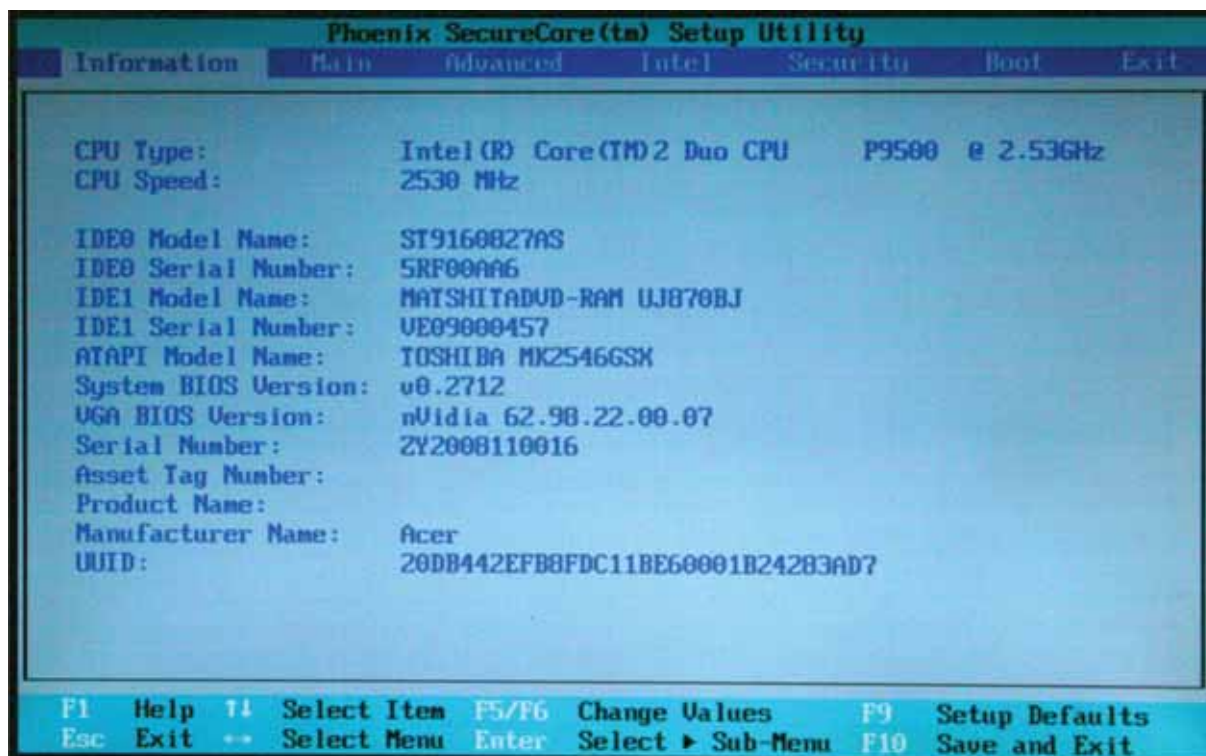 Phoenix SecureCore(tm) Setup Utility
Information Main Advanced Intel Security Boot Exit
CPU Type: Intel(R) Core(TM)2 Duo CPU P9500 @ 2.53GHz
CPU Speed: 2530 MHz
IDE0 Model Name: ST9160827AS
IDE0 Serial Number: 5RF00AA6
IDE1 Model Name: MATSHITADVD-RAM UJ870BJ
IDE1 Serial Number: VE09000457
ATAPI Model Name: TOSHIBA MK2546GSX
System BIOS Version: v0.2712
VGA BIOS Version: nVidia 62.98.22.00.07
Serial Number: ZY2008110016
Asset Tag Number:
Product Name:
Manufacturer Name: Acer
UUID: 20DB442EFB8FDC11BE60001B24283AD7
F1 Help ↑↓ Select Item F5/F6 Change Values F9 Setup Defaults
Esc Exit ↔ Select Menu Enter Select ▶ Sub-Menu F10 Save and Exit